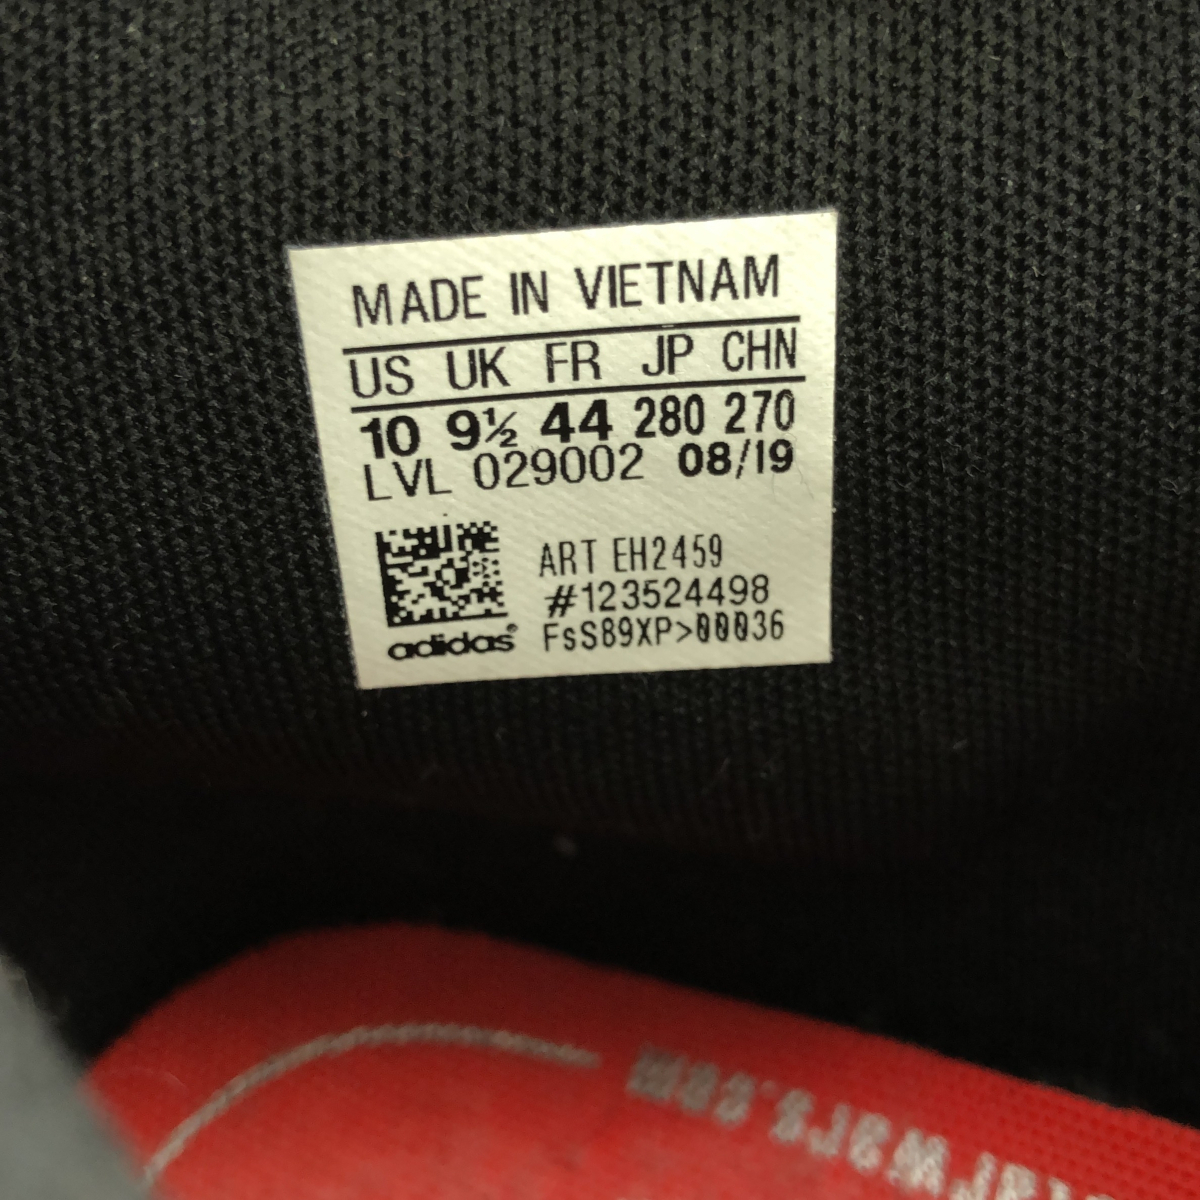 MADE IN VIETNAM
US UK FR JP CHN
10 9½ 44 280 270
LVL 029002 08/19
ART EH2459
#123524498
adidas® FsS89XP>00036